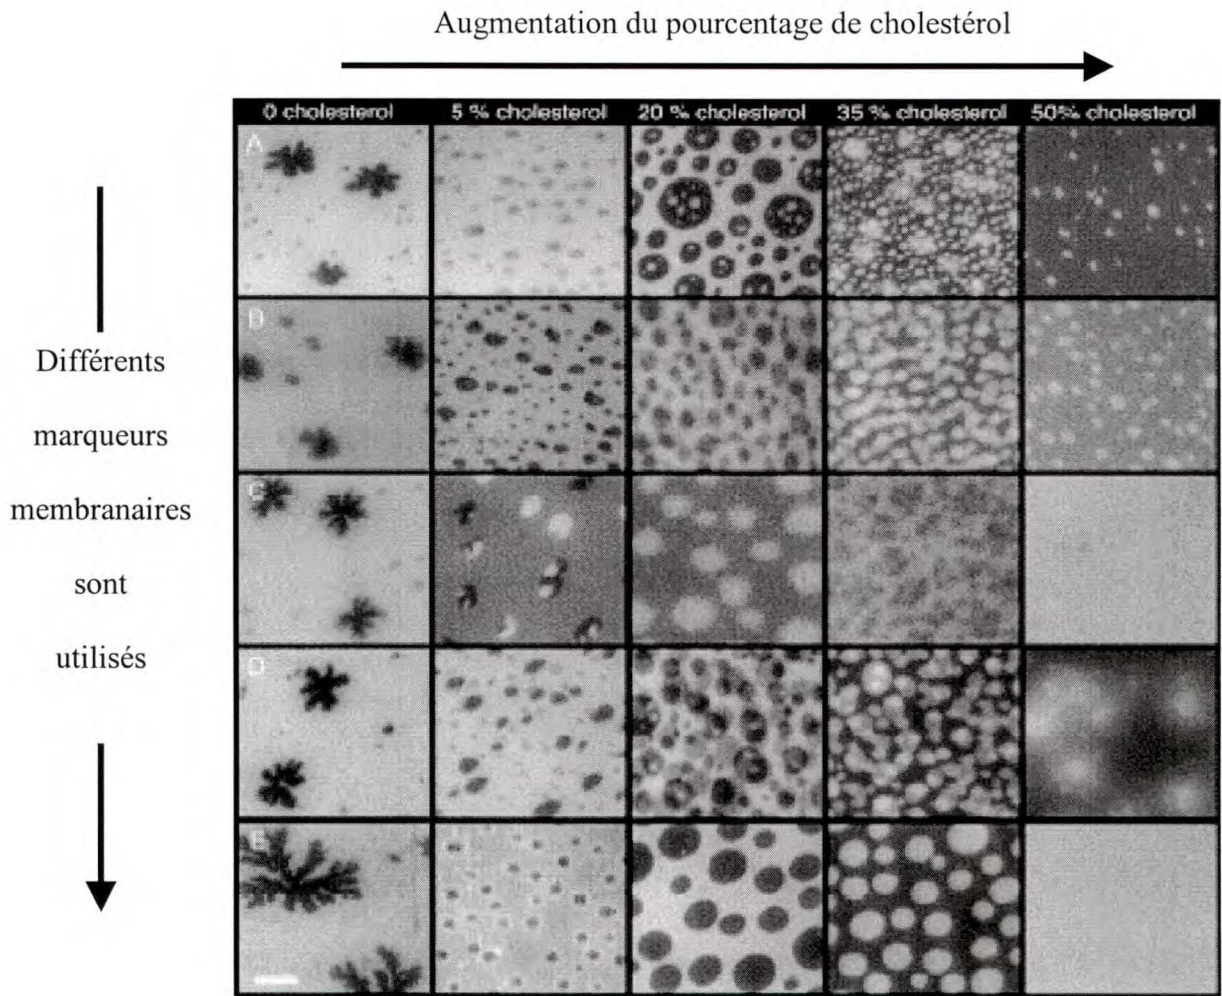 Augmentation du pourcentage de cholestérol
0 cholesterol 5 % cholesterol 20 % cholesterol 35 % cholesterol 50% cholesterol
A
B
C
D
E
Différents
marqueurs
membranaires
sont
utilisés